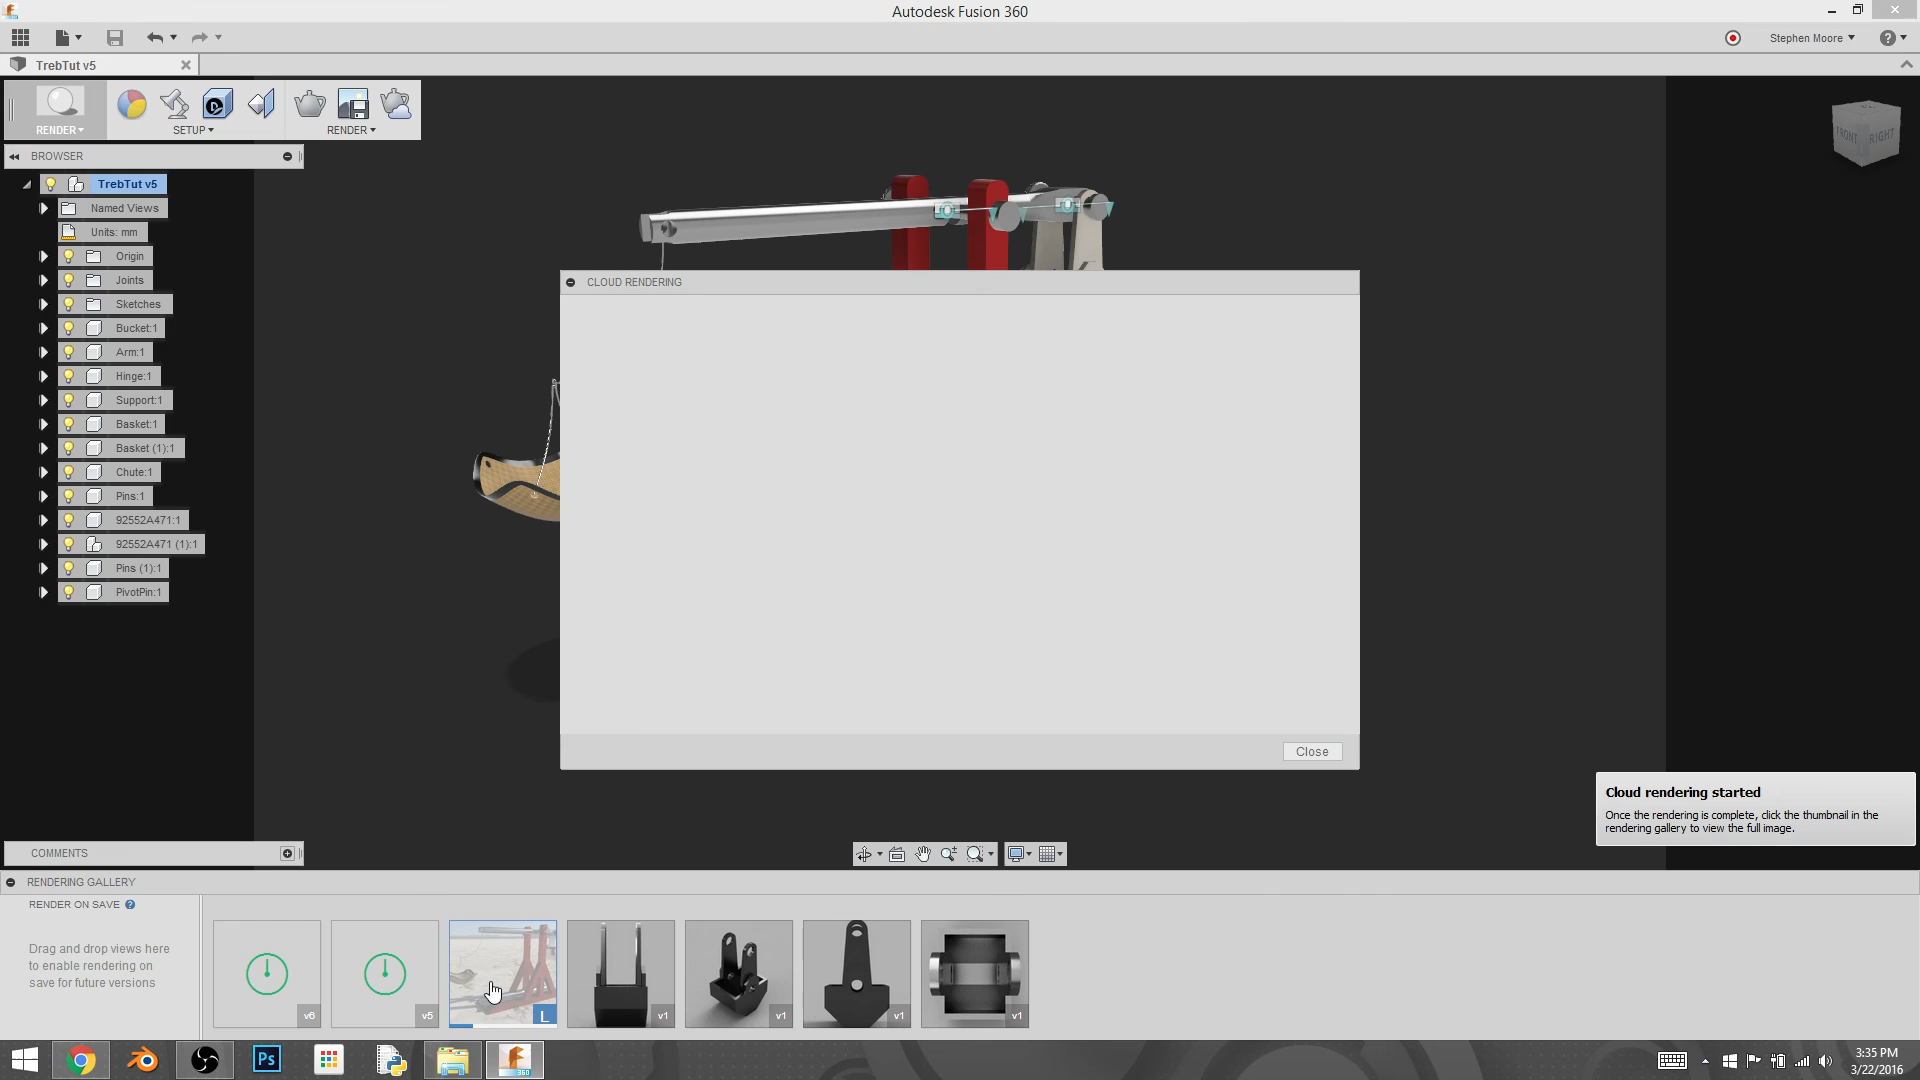 Autodesk Fusion 360
Stephen Moore
TrebTut v5
RENDER
SETUP
RENDER
FRONT
RIGHT
BROWSER
TrebTut v5
Named Views
Units: mm
Origin
Joints
Sketches
Bucket:1
Arm:1
Hinge:1
Support:1
Basket:1
Basket (1):1
Chute:1
Pins:1
92552A471:1
92552A471 (1):1
Pins (1):1
PivotPin:1
CLOUD RENDERING
Close
Cloud rendering started
Once the rendering is complete, click the thumbnail in the
rendering gallery to view the full image.
COMMENTS
RENDERING GALLERY
RENDER ON SAVE
Drag and drop views here
to enable rendering on
save for future versions
v6
v5
L
v1
v1
v1
v1
Ps
360
3:35 PM
3/22/2016